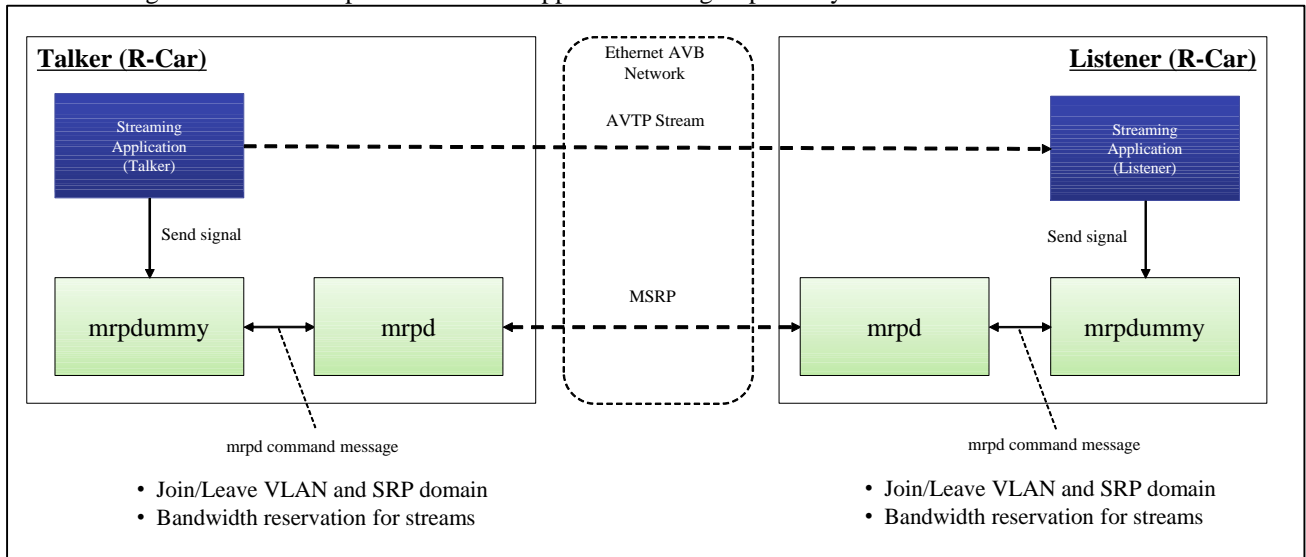 Talker (R-Car)
Streaming
Application
(Talker)
Send signal
mrpdummy
mrpd
mrpd command message
• Join/Leave VLAN and SRP domain
• Bandwidth reservation for streams
Ethernet AVB
Network
AVTP Stream
MSRP
Listener (R-Car)
Streaming
Application
(Listener)
Send signal
mrpd
mrpdummy
mrpd command message
• Join/Leave VLAN and SRP domain
• Bandwidth reservation for streams